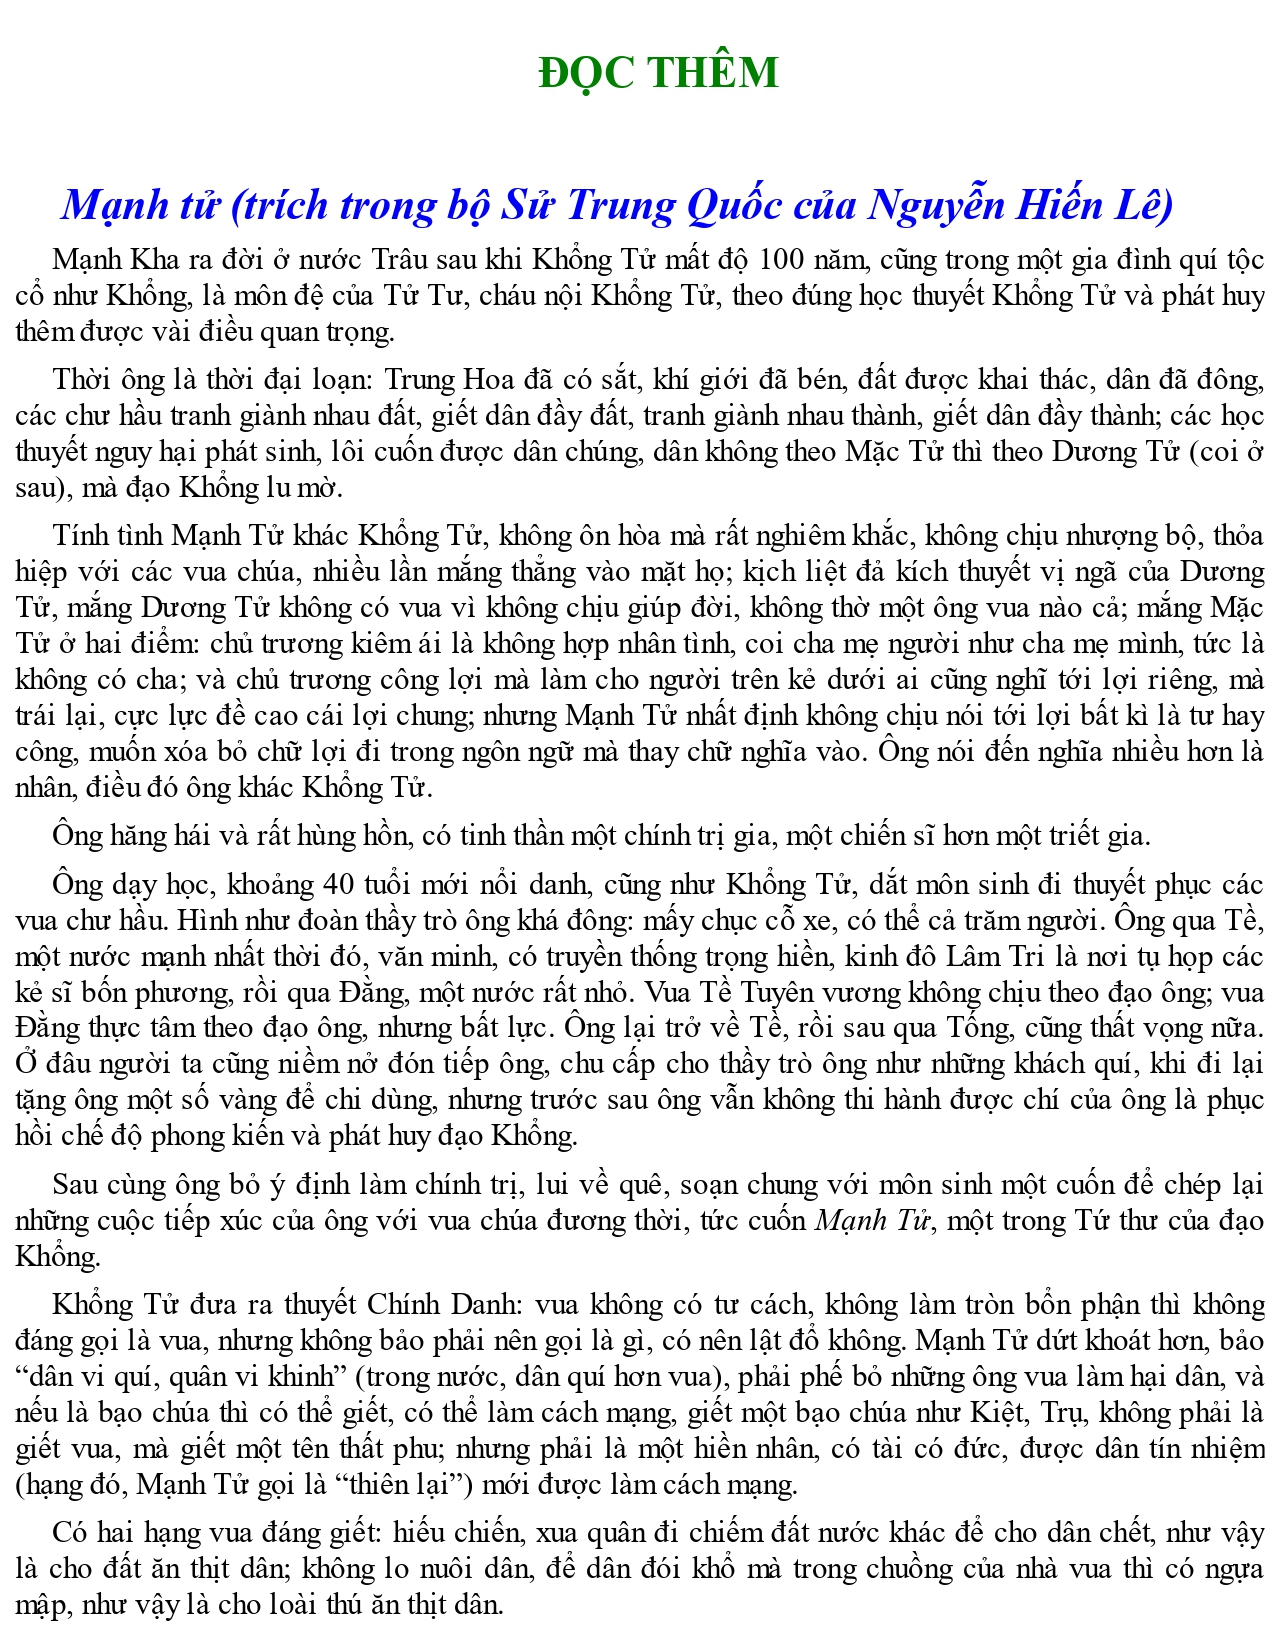 ĐỌC THÊM
Mạnh tử (trích trong bộ Sử Trung Quốc của Nguyễn Hiến Lê)
Mạnh Kha ra đời ở nước Trâu sau khi Khổng Tử mất độ 100 năm, cũng trong một gia đình quí tộc
cổ như Khổng, là môn đệ của Tử Tư, cháu nội Khổng Tử, theo đúng học thuyết Khổng Tử và phát huy
thêm được vài điều quan trọng.
Thời ông là thời đại loạn: Trung Hoa đã có sắt, khí giới đã bén, đất được khai thác, dân đã đông,
các chư hầu tranh giành nhau đất, giết dân đầy đất, tranh giành nhau thành, giết dân đầy thành; các học
thuyết nguy hại phát sinh, lôi cuốn được dân chúng, dân không theo Mặc Tử thì theo Dương Tử (coi ở
sau), mà đạo Khổng lu mờ.
Tính tình Mạnh Tử khác Khổng Tử, không ôn hòa mà rất nghiêm khắc, không chịu nhượng bộ, thỏa
hiệp với các vua chúa, nhiều lần mắng thẳng vào mặt họ; kịch liệt đả kích thuyết vị ngã của Dương
Tử, mắng Dương Tử không có vua vì không chịu giúp đời, không thờ một ông vua nào cả; mắng Mặc
Tử ở hai điểm: chủ trương kiêm ái là không hợp nhân tình, coi cha mẹ người như cha mẹ mình, tức là
không có cha; và chủ trương công lợi mà làm cho người trên kẻ dưới ai cũng nghĩ tới lợi riêng, mà
trái lại, cực lực đề cao cái lợi chung; nhưng Mạnh Tử nhất định không chịu nói tới lợi bất kì là tư hay
công, muốn xóa bỏ chữ lợi đi trong ngôn ngữ mà thay chữ nghĩa vào. Ông nói đến nghĩa nhiều hơn là
nhân, điều đó ông khác Khổng Tử.
Ông hăng hái và rất hùng hồn, có tinh thần một chính trị gia, một chiến sĩ hơn một triết gia.
Ông dạy học, khoảng 40 tuổi mới nổi danh, cũng như Khổng Tử, dắt môn sinh đi thuyết phục các
vua chư hầu. Hình như đoàn thầy trò ông khá đông: mấy chục cỗ xe, có thể cả trăm người. Ông qua Tề,
một nước mạnh nhất thời đó, văn minh, có truyền thống trọng hiền, kinh đô Lâm Tri là nơi tụ họp các
kẻ sĩ bốn phương, rồi qua Đằng, một nước rất nhỏ. Vua Tề Tuyên vương không chịu theo đạo ông; vua
Đằng thực tâm theo đạo ông, nhưng bất lực. Ông lại trở về Tề, rồi sau qua Tống, cũng thất vọng nữa.
Ở đâu người ta cũng niềm nở đón tiếp ông, chu cấp cho thầy trò ông như những khách quí, khi đi lại
tặng ông một số vàng để chi dùng, nhưng trước sau ông vẫn không thi hành được chí của ông là phục
hồi chế độ phong kiến và phát huy đạo Khổng.
Sau cùng ông bỏ ý định làm chính trị, lui về quê, soạn chung với môn sinh một cuốn để chép lại
những cuộc tiếp xúc của ông với vua chúa đương thời, tức cuốn Mạnh Tử, một trong Tứ thư của đạo
Khổng.
Khổng Tử đưa ra thuyết Chính Danh: vua không có tư cách, không làm tròn bổn phận thì không
đáng gọi là vua, nhưng không bảo phải nên gọi là gì, có nên lật đổ không. Mạnh Tử dứt khoát hơn, bảo
“dân vi quí, quân vi khinh” (trong nước, dân quí hơn vua), phải phế bỏ những ông vua làm hại dân, và
nếu là bạo chúa thì có thể giết, có thể làm cách mạng, giết một bạo chúa như Kiệt, Trụ, không phải là
giết vua, mà giết một tên thất phu; nhưng phải là một hiền nhân, có tài có đức, được dân tín nhiệm
(hạng đó, Mạnh Tử gọi là “thiên lại”) mới được làm cách mạng.
Có hai hạng vua đáng giết: hiếu chiến, xua quân đi chiếm đất nước khác để cho dân chết, như vậy
là cho đất ăn thịt dân; không lo nuôi dân, để dân đói khổ mà trong chuồng của nhà vua thì có ngựa
mập, như vậy là cho loài thú ăn thịt dân.